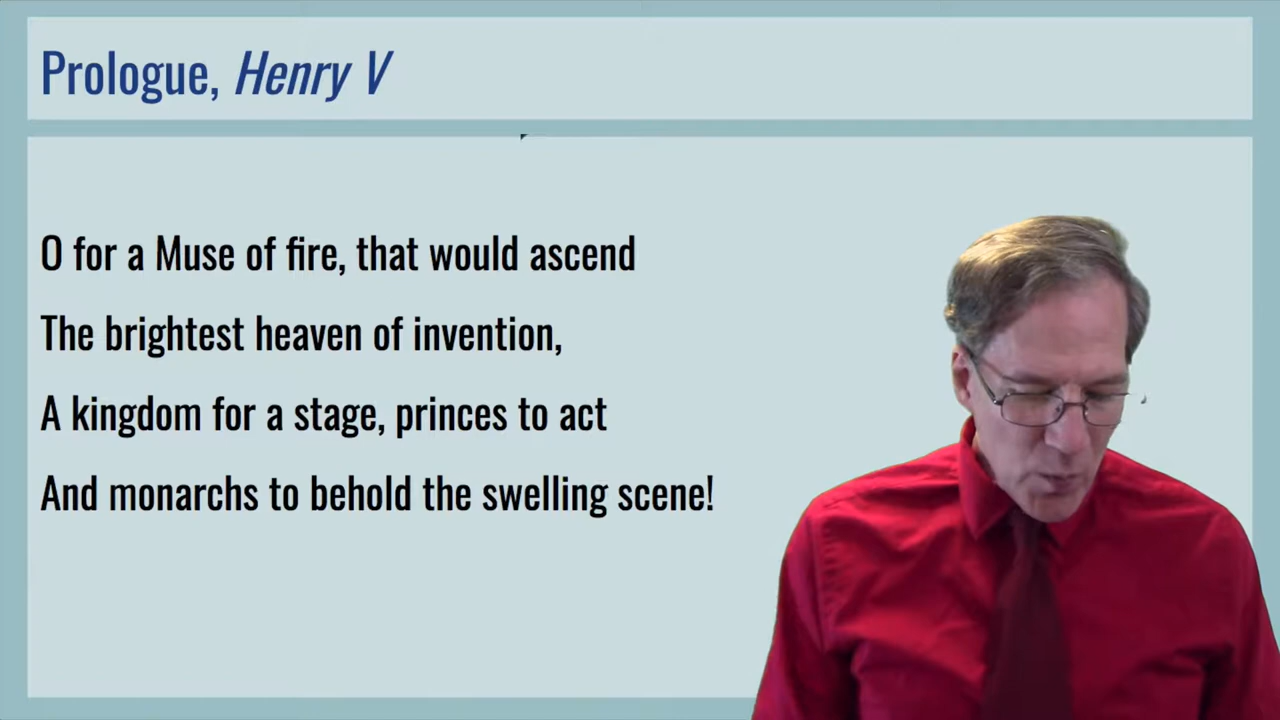 Prologue, Henry V
O for a Muse of fire, that would ascend
The brightest heaven of invention,
A kingdom for a stage, princes to act
And monarchs to behold the swelling scene!